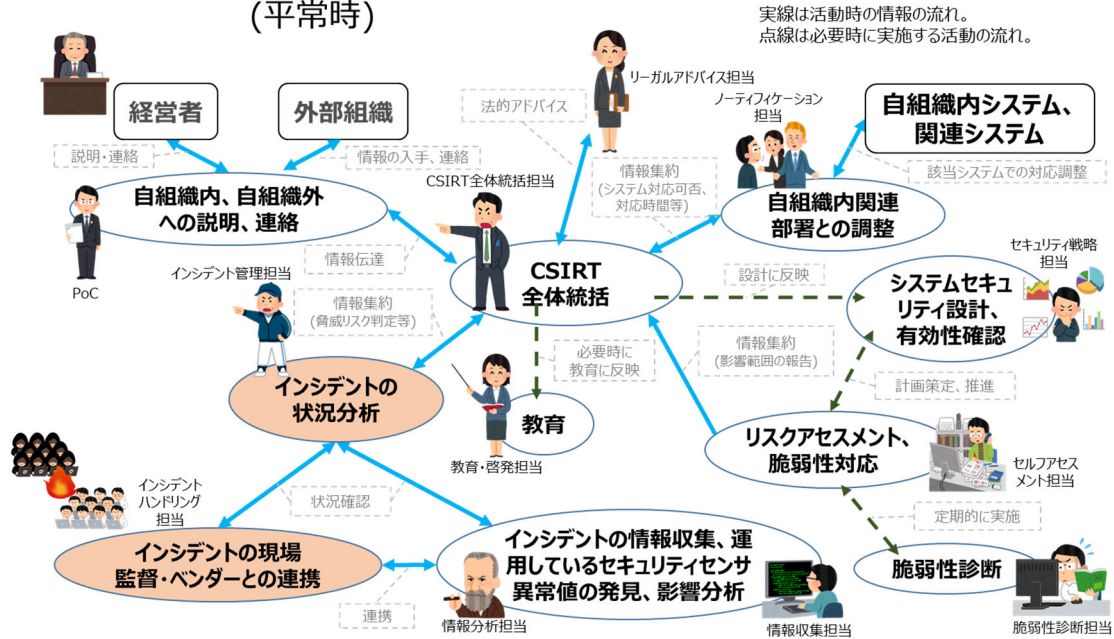 (平常時)
実線は活動時の情報の流れ。
点線は必要時に実施する活動の流れ。
経営者
外部組織
法的アドバイス
リーガルアドバイス担当
ノーティフィケーション
担当
自組織内システム、
関連システム
説明・連絡
情報の入手、連絡
CSIRT全体統括担当
情報集約
(システム対応可否、
対応時間等)
該当システムでの対応調整
自組織内、自組織外
への説明、連絡
自組織内関連
部署との調整
PoC
情報伝達
インシデント管理担当
CSIRT
全体統括
設計に反映
セキュリティ戦略
担当
システムセキュ
リティ設計、
有効性確認
情報集約
(脅威リスク判定等)
必要時に
教育に反映
情報集約
(影響範囲の報告)
計画策定、推進
インシデントの
状況分析
教育
教育・啓発担当
リスクアセスメント、
脆弱性対応
セルフアセス
メント担当
インシデント
ハンドリング
担当
状況確認
定期的に実施
インシデントの現場
監督・ベンダーとの連携
連携
インシデントの情報収集、運
用しているセキュリティセンサ
異常値の発見、影響分析
情報分析担当
情報収集担当
脆弱性診断
脆弱性診断担当